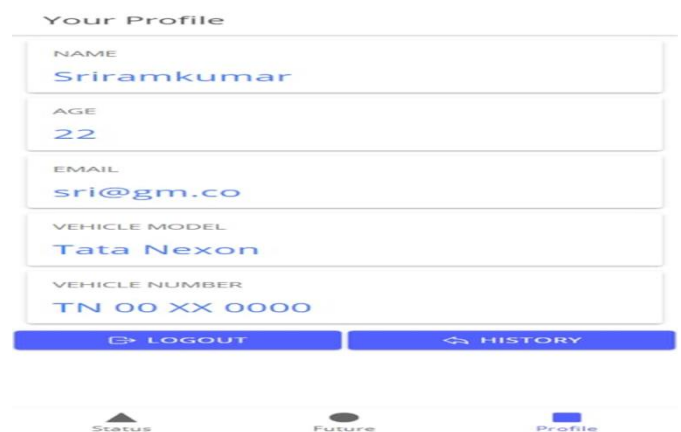 Your Profile
NAME
Sriramkumar
AGE
22
EMAIL
sri@gm.co
VEHICLE MODEL
Tata Nexon
VEHICLE NUMBER
TN 00 XX 0000
LOGOUT HISTORY
Status Future Profile